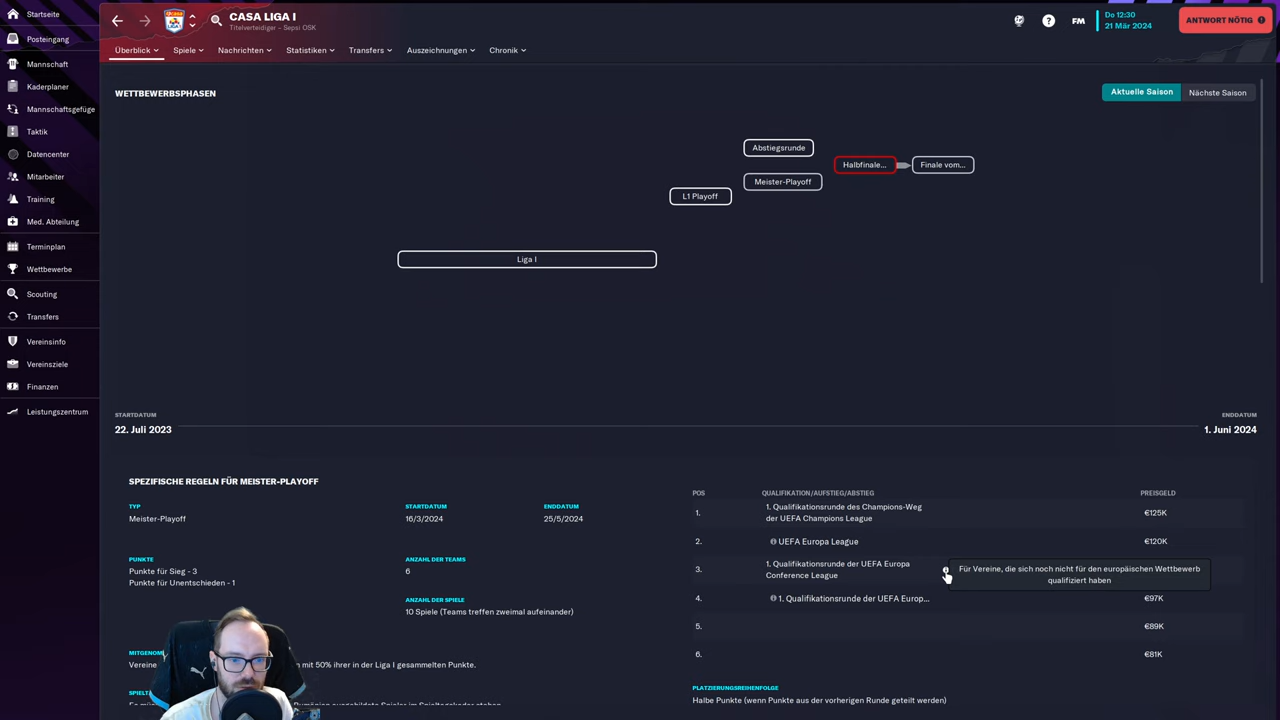 Startseite
Posteingang
Mannschaft
Kaderplaner
Mannschaftsgefüge
Taktik
Datencenter
Mitarbeiter
Training
Med. Abteilung
Terminplan
Wettbewerbe
Scouting
Transfers
Vereinsinfo
Vereinsziele
Finanzen
Leistungszentrum
CASA LIGA I
Titelverteidiger - Sepsi OSK
FM
Do 12:30
21 Mär 2024
ANTWORT NÖTIG
Überblick
Spiele
Nachrichten
Statistiken
Transfers
Auszeichnungen
Chronik
WETTBEWERBSPHASEN
Aktuelle Saison
Nächste Saison
Abstiegsrunde
Halbfinale...
Finale vom...
Meister-Playoff
L1 Playoff
Liga I
STARTDATUM
22. Juli 2023
ENDDATUM
1. Juni 2024
SPEZIFISCHE REGELN FÜR MEISTER-PLAYOFF
TYP
Meister-Playoff
STARTDATUM
16/3/2024
ENDDATUM
25/5/2024
PUNKTE
Punkte für Sieg - 3
Punkte für Unentschieden - 1
ANZAHL DER TEAMS
6
ANZAHL DER SPIELE
10 Spiele (Teams treffen zweimal aufeinander)
Vereine
mit 50% ihrer in der Liga I gesammelten Punkte.
POS
QUALIFIKATION/AUFSTIEG/ABSTIEG
PREISGELD
1.
1. Qualifikationsrunde des Champions-Weg
der UEFA Champions League
€125K
2.
UEFA Europa League
€120K
3.
1. Qualifikationsrunde der UEFA Europa
Conference League
Für Vereine, die sich noch nicht für den europäischen Wettbewerb
qualifiziert haben
4.
1. Qualifikationsrunde der UEFA Europ...
€97K
5.
€89K
6.
€81K
PLATZIERUNGSREIHENFOLGE
Halbe Punkte (wenn Punkte aus der vorherigen Runde geteilt werden)